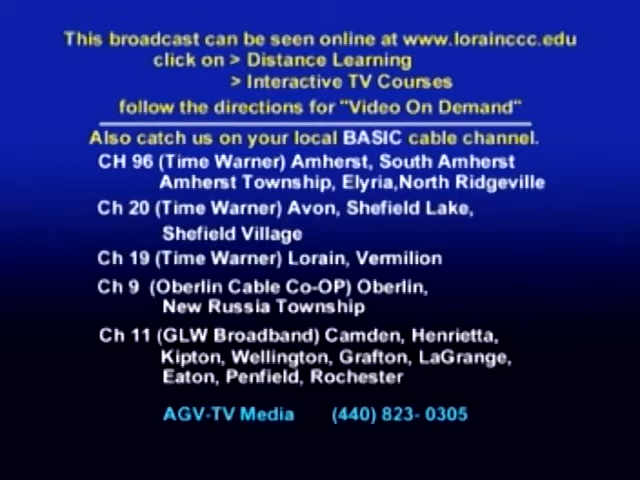 This broadcast can be seen online at www.lorainccc.edu
click on > Distance Learning
> Interactive TV Courses
follow the directions for "Video On Demand"
Also catch us on your local BASIC cable channel.
CH 96 (Time Warner) Amherst, South Amherst
Amherst Township, Elyria,North Ridgeville
Ch 20 (Time Warner) Avon, Shefield Lake,
Shefield Village
Ch 19 (Time Warner) Lorain, Vermilion
Ch 9 (Oberlin Cable Co-OP) Oberlin,
New Russia Township
Ch 11 (GLW Broadband) Camden, Henrietta,
Kipton, Wellington, Grafton, LaGrange,
Eaton, Penfield, Rochester
AGV-TV Media (440) 823- 0305